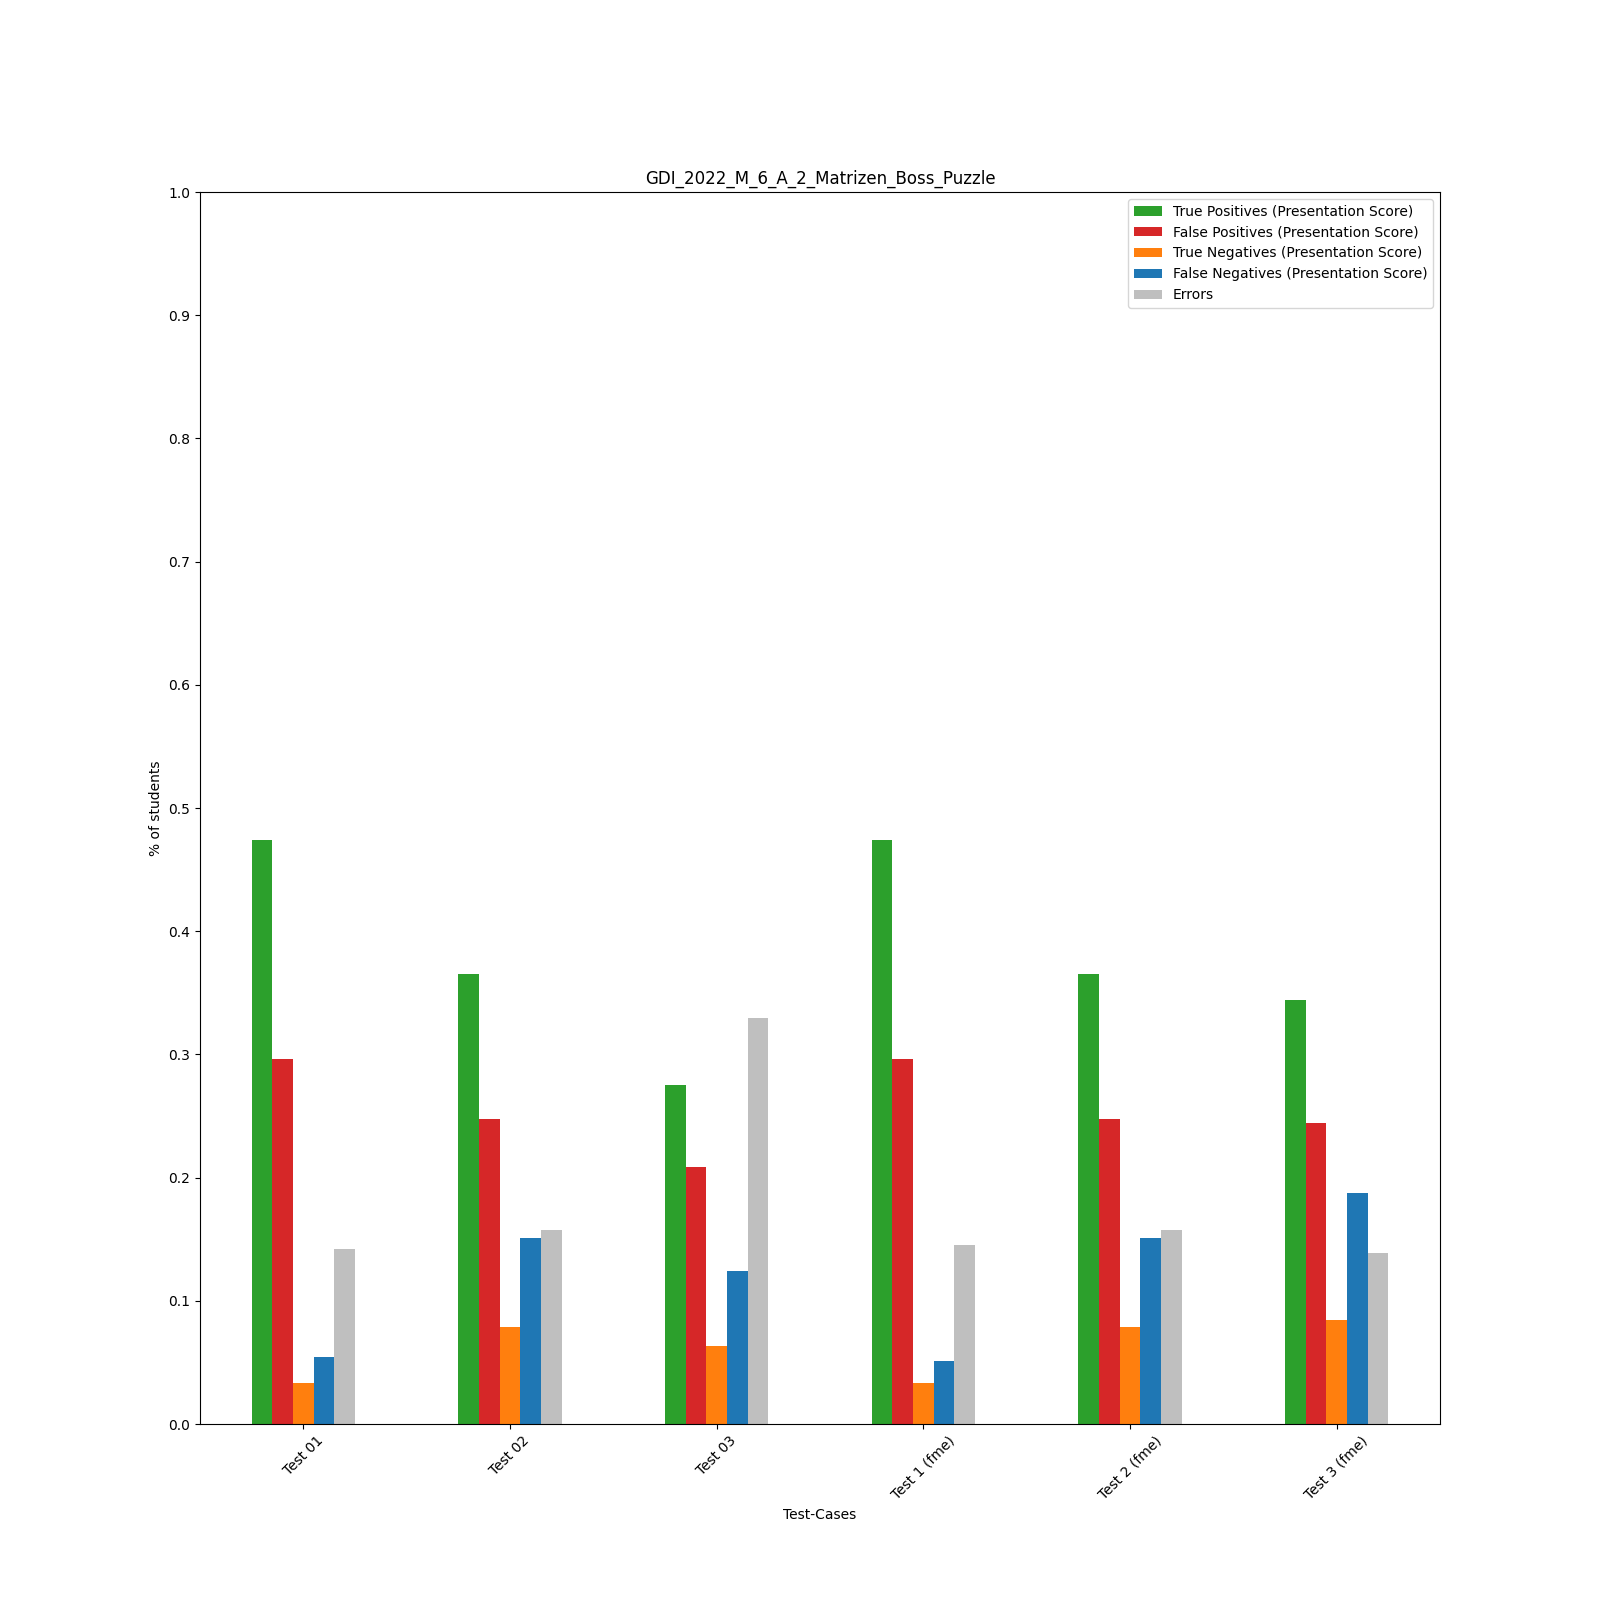 GDI_2022_M_6_A_2_Matrizen_Boss_Puzzle
True Positives (Presentation Score)
False Positives (Presentation Score)
True Negatives (Presentation Score)
False Negatives (Presentation Score)
Errors
1.0
0.9
0.8
0.7
0.6
0.5
0.4
0.3
0.2
0.1
0.0
% of students
Test 01
Test 02
Test 03
Test 1 (fme)
Test 2 (fme)
Test 3 (fme)
Test-Cases